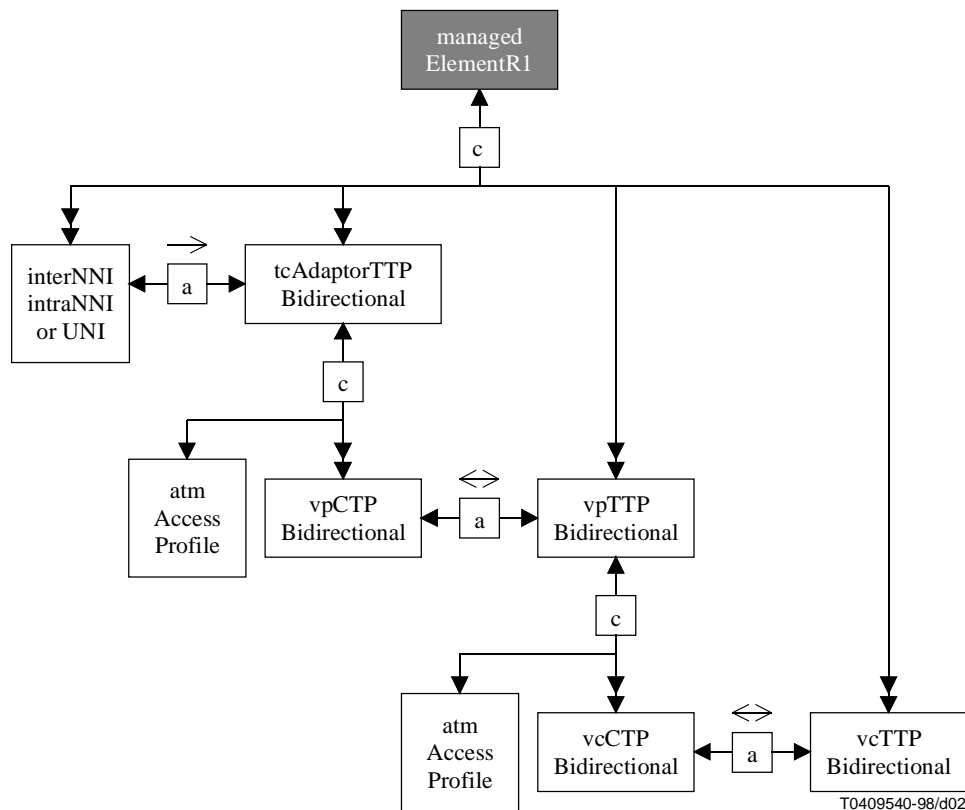 managed
ElementR1
c
interNNI
intraNNI
or UNI
a
tcAdaptorTTP
Bidirectional
c
atm
Access
Profile
vpCTP
Bidirectional
a
vpTTP
Bidirectional
c
atm
Access
Profile
vcCTP
Bidirectional
a
vcTTP
Bidirectional
T0409540-98/d02